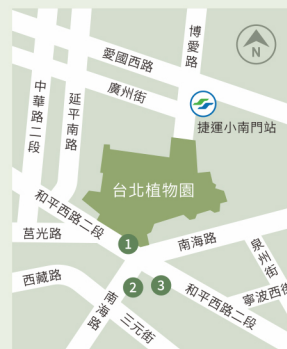 博愛路
愛國西路
N
廣州街
中華路二段
延平南路
捷運小南門站
台北植物園
和平西路二段
莒光路
1
南海路
泉州街
西藏路
2
3
寧波西街
南海路
三元街
和平西路二段